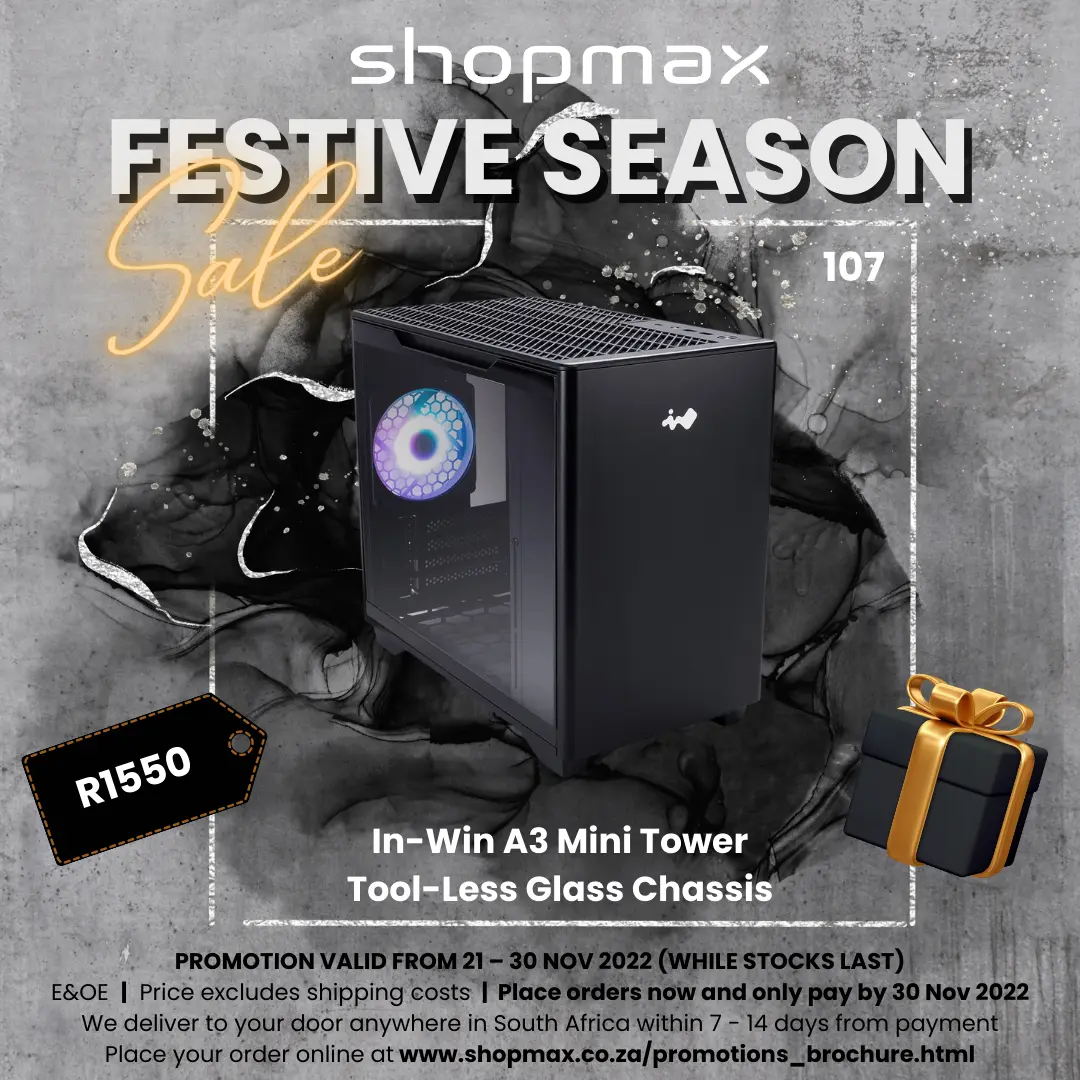 shopmax
FESTIVE SEASON
Sale
107
R1550
In-Win A3 Mini Tower
Tool-Less Glass Chassis
PROMOTION VALID FROM 21 – 30 NOV 2022 (WHILE STOCKS LAST)
E&OE | Price excludes shipping costs | Place orders now and only pay by 30 Nov 2022
We deliver to your door anywhere in South Africa within 7 - 14 days from payment
Place your order online at www.shopmax.co.za/promotions_brochure.html